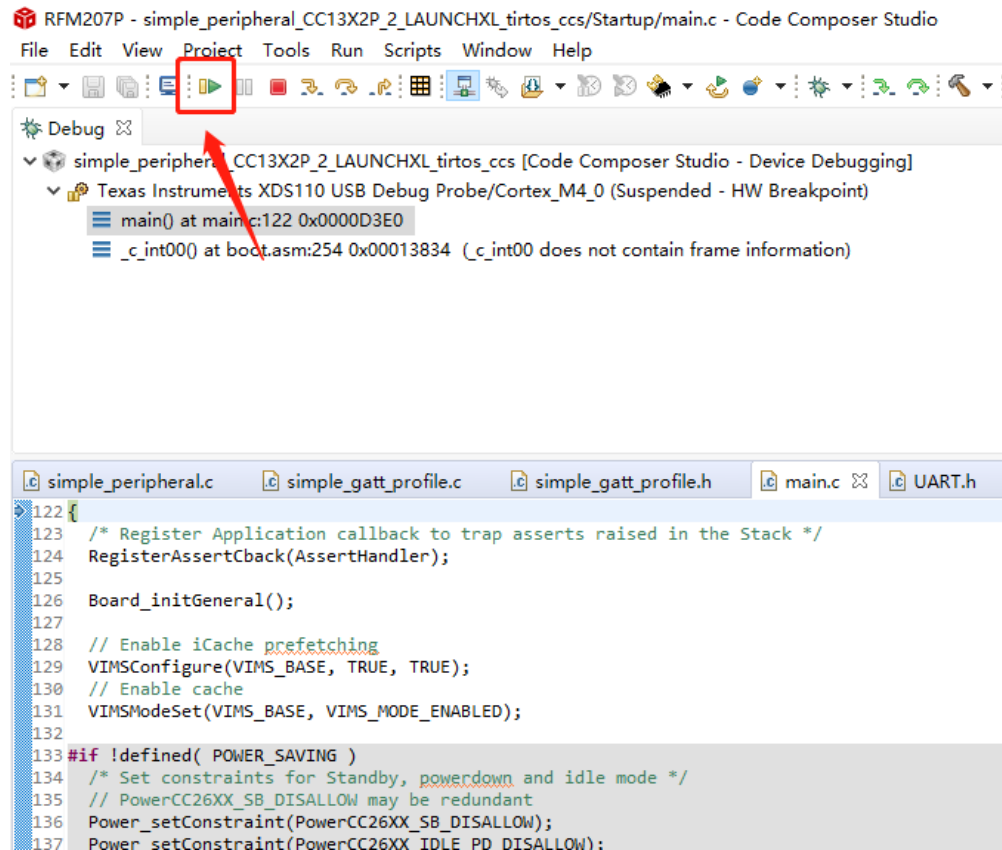 RFM207P - simple_peripheral_CC13X2P_2_LAUNCHXL_tirtos_ccs/Startup/main.c - Code Composer Studio
File Edit View Project Tools Run Scripts Window Help
Debug
simple_peripheral_CC13X2P_2_LAUNCHXL_tirtos_ccs [Code Composer Studio - Device Debugging]
Texas Instruments XDS110 USB Debug Probe/Cortex_M4_0 (Suspended - HW Breakpoint)
main() at main.c:122 0x0000D3E0
_c_int00() at boot.asm:254 0x00013834 (_c_int00 does not contain frame information)
simple_peripheral.c simple_gatt_profile.c simple_gatt_profile.h main.c UART.h
122 {
123 /* Register Application callback to trap asserts raised in the Stack */
124 RegisterAssertCback(AssertHandler);
125
126 Board_initGeneral();
127
128 // Enable iCache prefetching
129 VIMSConfigure(VIMS_BASE, TRUE, TRUE);
130 // Enable cache
131 VIMSModeSet(VIMS_BASE, VIMS_MODE_ENABLED);
132
133 #if !defined( POWER_SAVING )
134 /* Set constraints for Standby, powerdown and idle mode */
135 // PowerCC26XX_SB_DISALLOW may be redundant
136 Power_setConstraint(PowerCC26XX_SB_DISALLOW);
137 Power_setConstraint(PowerCC26XX_IDLE_PD_DISALLOW);